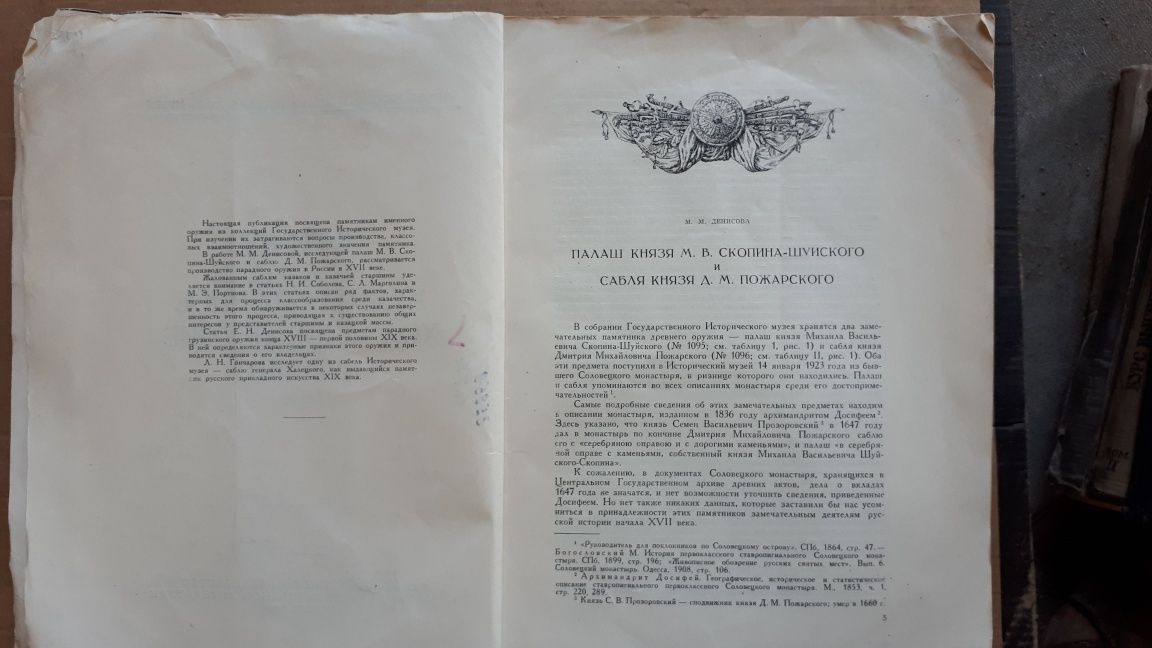 Настоящая публикация посвящена памятникам именного
оружия из коллекций Государственного Исторического музея.
При изучении их затрагиваются вопросы производства, классо-
вых взаимоотношений, художественного значения памятника.
В работе М. М. Денисовой, исследующей палаш М. В. Ско-
пина-Шуйского и саблю Д. М. Пожарского, рассматривается
производство парадного оружия в России в XVII веке.
Жалованным саблям казаков и казачьей старшины уде-
ляется внимание в статьях Н. И. Соболева, С. Л. Марголина и
М. Э. Портнова. В этих статьях описан ряд фактов, харак-
терных для процесса классообразования среди казачества,
и в то же время обнаруживается в некоторых случаях незавер-
шенность этого процесса, приводящая к существованию общих
интересов у представителей старшины и казацкой массы.
Статья Е. Н. Денисова посвящена предметам парадного
грузинского оружия конца XVIII — первой половины XIX века.
В ней определяются характерные признаки этого оружия и при-
водятся сведения о его владельцах.
Л. Н. Гончарова исследует одну из сабель Исторического
музея — саблю генерала Халецкого, как выдающийся памят-
ник русского прикладного искусства XIX века.
М. М. ДЕНИСОВА
ПАЛАШ КНЯЗЯ М. В. СКОПИНА-ШУЙСКОГО
И
САБЛЯ КНЯЗЯ Д. М. ПОЖАРСКОГО
В собрании Государственного Исторического музея хранятся два заме-
чательных памятника древнего оружия — палаш князя Михаила Василь-
евича Скопина-Шуйского (№ 1095; см. таблицу I, рис. 1) и сабля князя
Дмитрия Михайловича Пожарского (№ 1096; см. таблицу II, рис. 1). Оба
эти предмета поступили в Исторический музей 14 января 1923 года из быв-
шего Соловецкого монастыря, в ризнице которого они находились. Палаш
и сабля упоминаются во всех описаниях монастыря среди его достоприме-
чательностей ¹.
Самые подробные сведения об этих замечательных предметах находим
в описании монастыря, изданном в 1836 году архимандритом Досифеем ².
Здесь указано, что князь Семен Васильевич Прозоровский ³ в 1647 году
дал в монастырь по кончине Дмитрия Михайловича Пожарского саблю
его с «серебряною оправою и с дорогими каменьями», и палаш «в серебря-
ной оправе с каменьями, собственный князя Михаила Васильевича Шуй-
ского-Скопина».
К сожалению, в документах Соловецкого монастыря, хранящихся в
Центральном Государственном архиве древних актов, дела о вкладах
1647 года не значатся, и нет возможности уточнить сведения, приведенные
Досифеем. Но нет также никаких данных, которые заставили бы нас усом-
ниться в принадлежности этих памятников замечательным деятелям рус-
ской истории начала XVII века.
¹ «Руководитель для поклонников по Соловецкому острову». СПб, 1864, стр. 47. —
Богословский М. История первоклассного ставропигиального Соловецкого мона-
стыря. СПб, 1899, стр. 196; «Живописное обозрение русских святых мест». Вып. 6.
Соловецкий монастырь. Одесса, 1908, стр. 106.
² Архимандрит Досифей. Географическое, историческое и статистическое
описание ставропигиального первоклассного Соловецкого монастыря. М., 1853, ч. 1,
стр. 220, 289.
³ Князь С. В. Прозоровский — сподвижник князя Д. М. Пожарского; умер в 1660 г.
5
КУРС